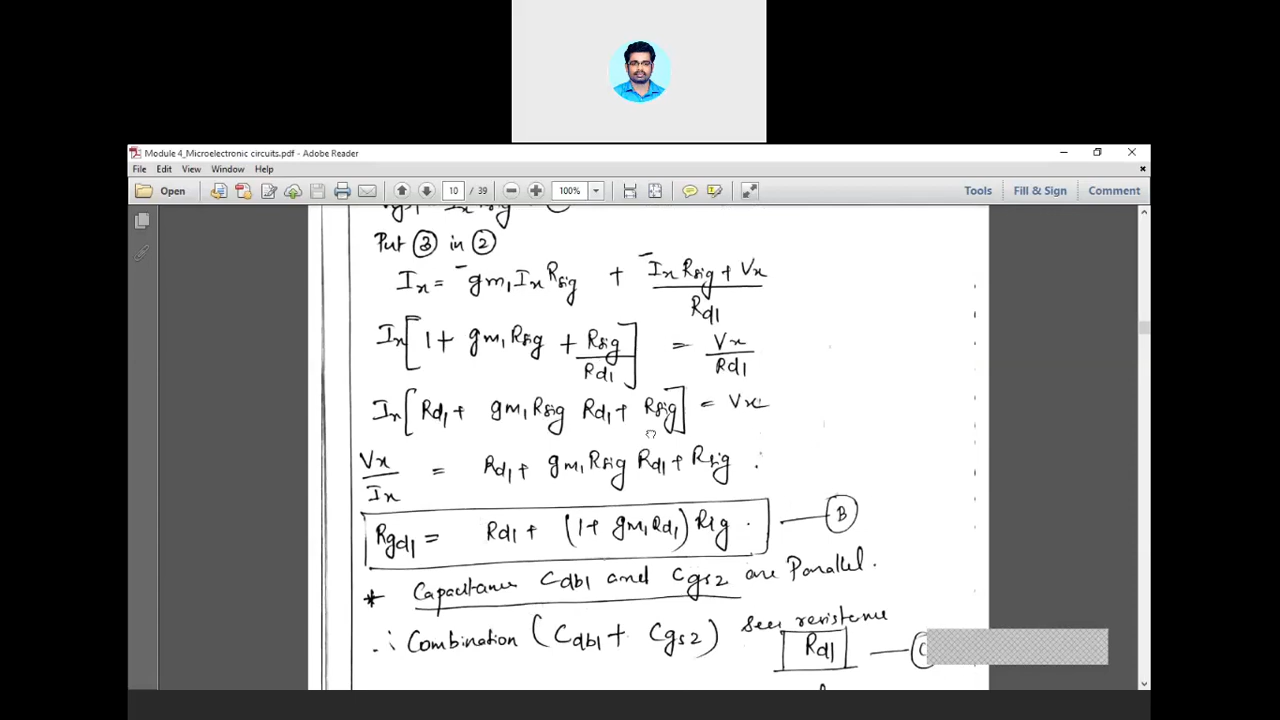 Module 4_Microelectronic circuits.pdf - Adobe Reader
File Edit View Window Help
Open 10 / 39 100% Tools Fill & Sign Comment
Put ③ in ②
Ix = -gm1 Ix Rsig + -Ix Rsig + Vx / Rd1
Ix [ 1 + gm1 Rsig + Rsig / Rd1 ] = Vx / Rd1
Ix [ Rd1 + gm1 Rsig Rd1 + Rsig ] = Vx
Vx / Ix = Rd1 + gm1 Rsig Rd1 + Rsig
Rgd1 = Rd1 + (1 + gm1 Rd1) Rsig. — B
* Capacitance Cdb1 and Cgs2 are Parallel.
∴ Combination (Cdb1 + Cgs2) sees resistance
Rd1 — C